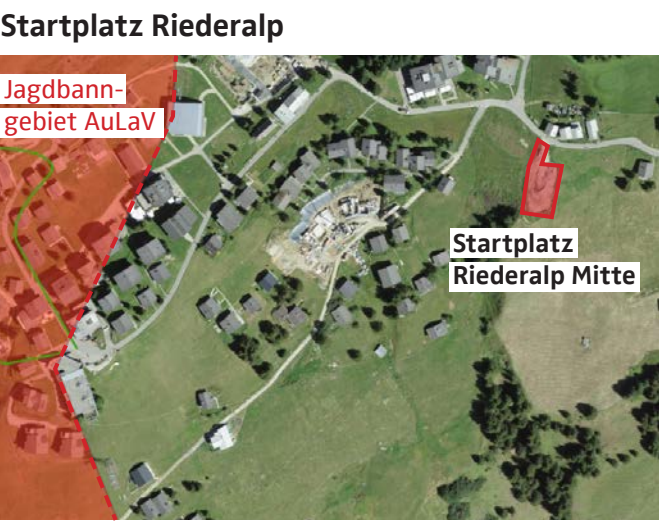 Startplatz Riederalp
Jagdbann-
gebiet AuLaV
Startplatz
Riederalp Mitte